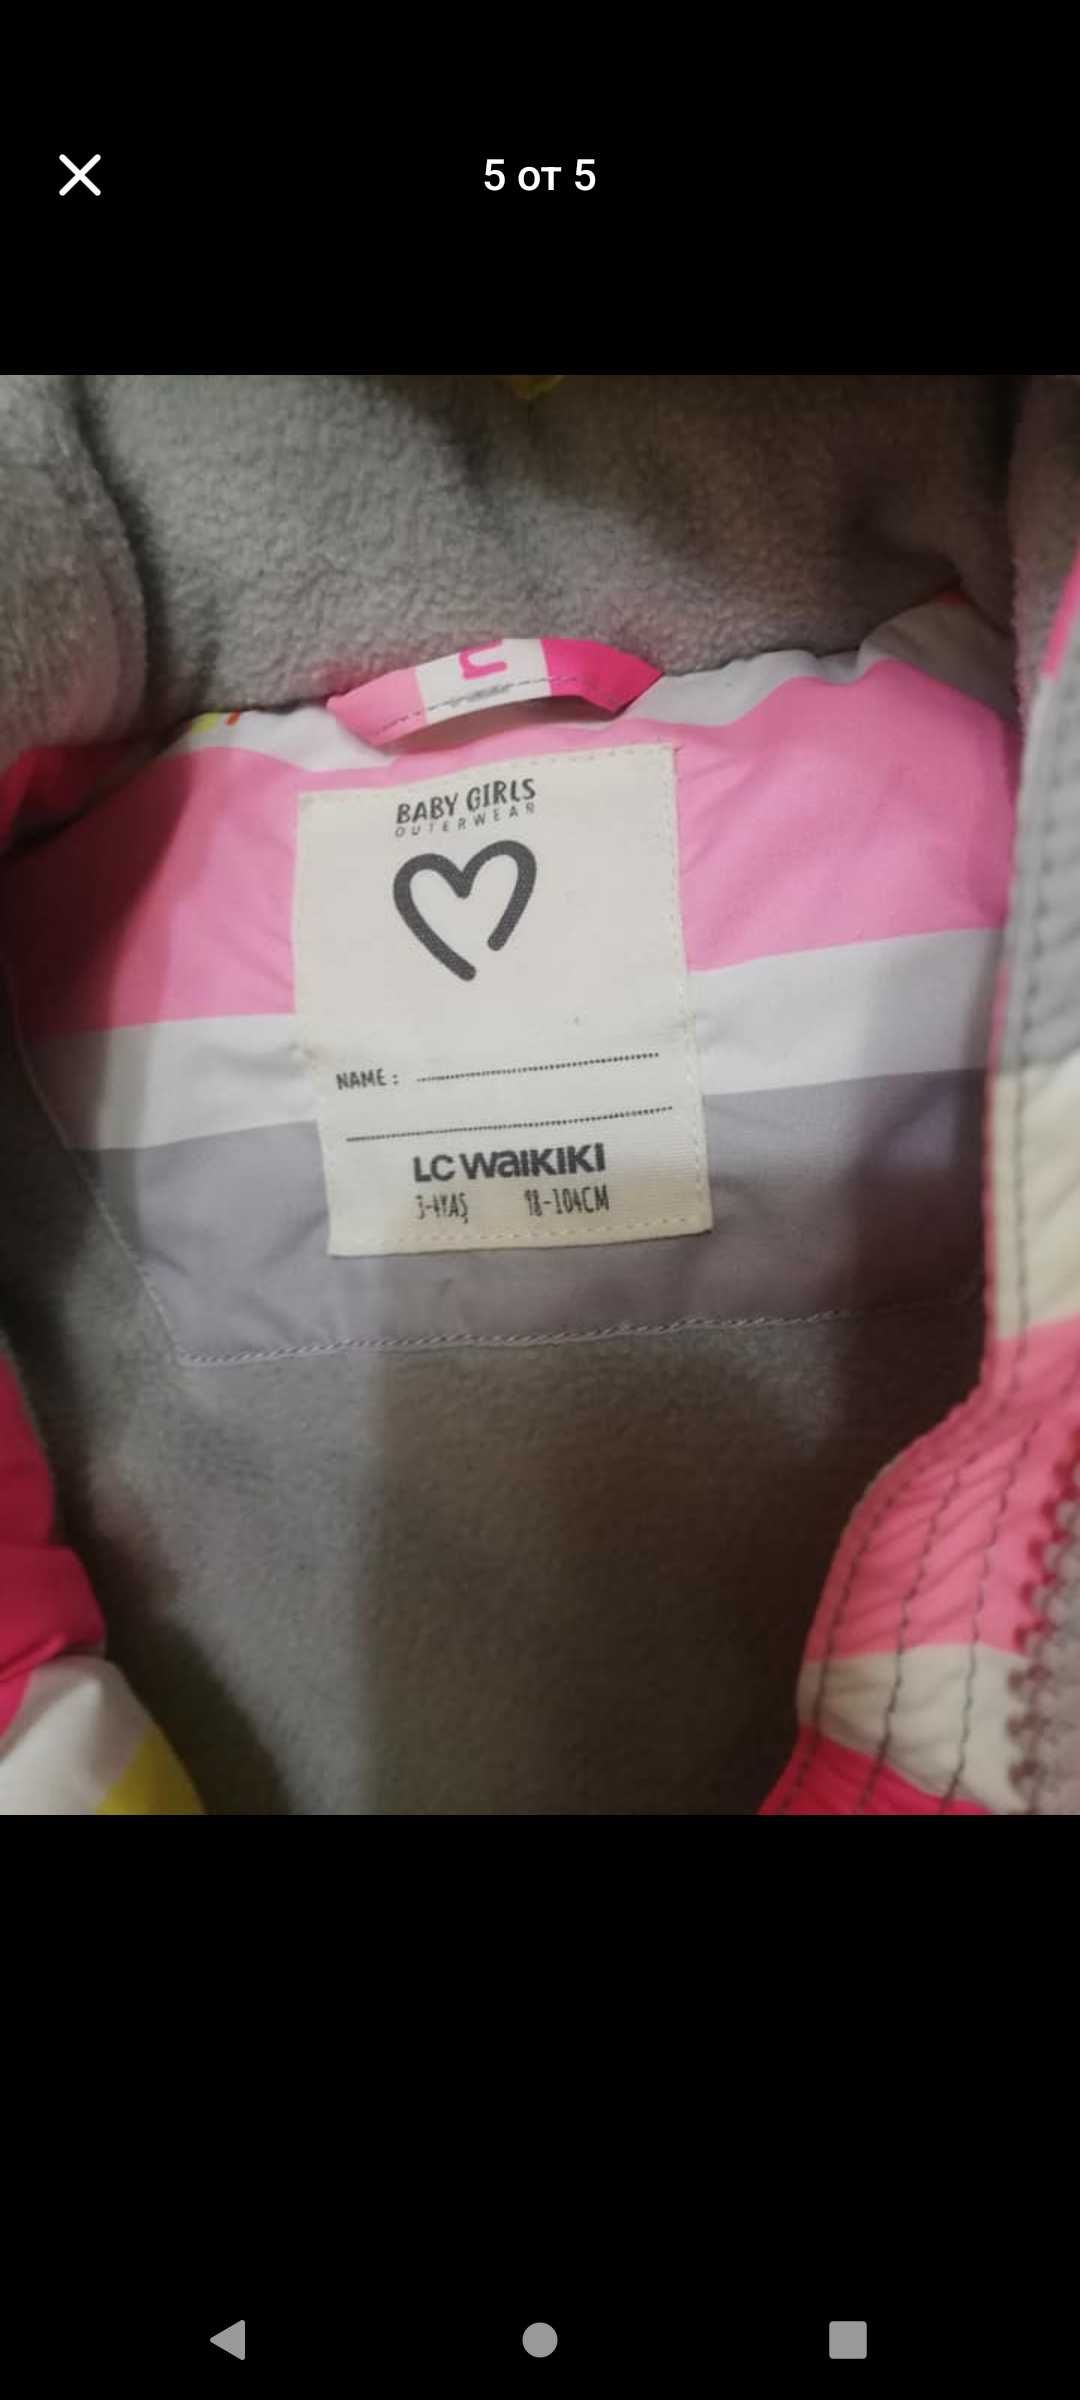 5 от 5
BABY GIRLS
OUTERWEAR
NAME :
LC WAIKIKI
3-4YAŞ 98-104CM